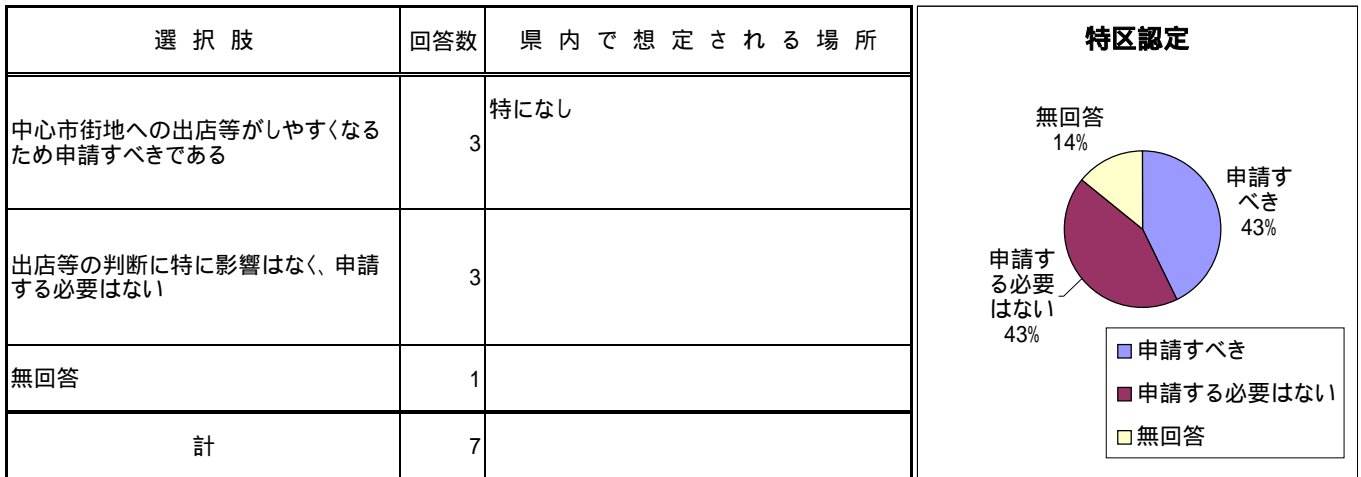 選択肢 回答数 県内で想定される場所
中心市街地への出店等がしやすくなる
ため申請すべきである
3
特になし
出店等の判断に特に影響はなく、申請
する必要はない
3
無回答 1
計 7
特区認定
無回答
14%
申請す
べき
43%
申請す
る必要
はない
43%
申請すべき
申請する必要はない
無回答